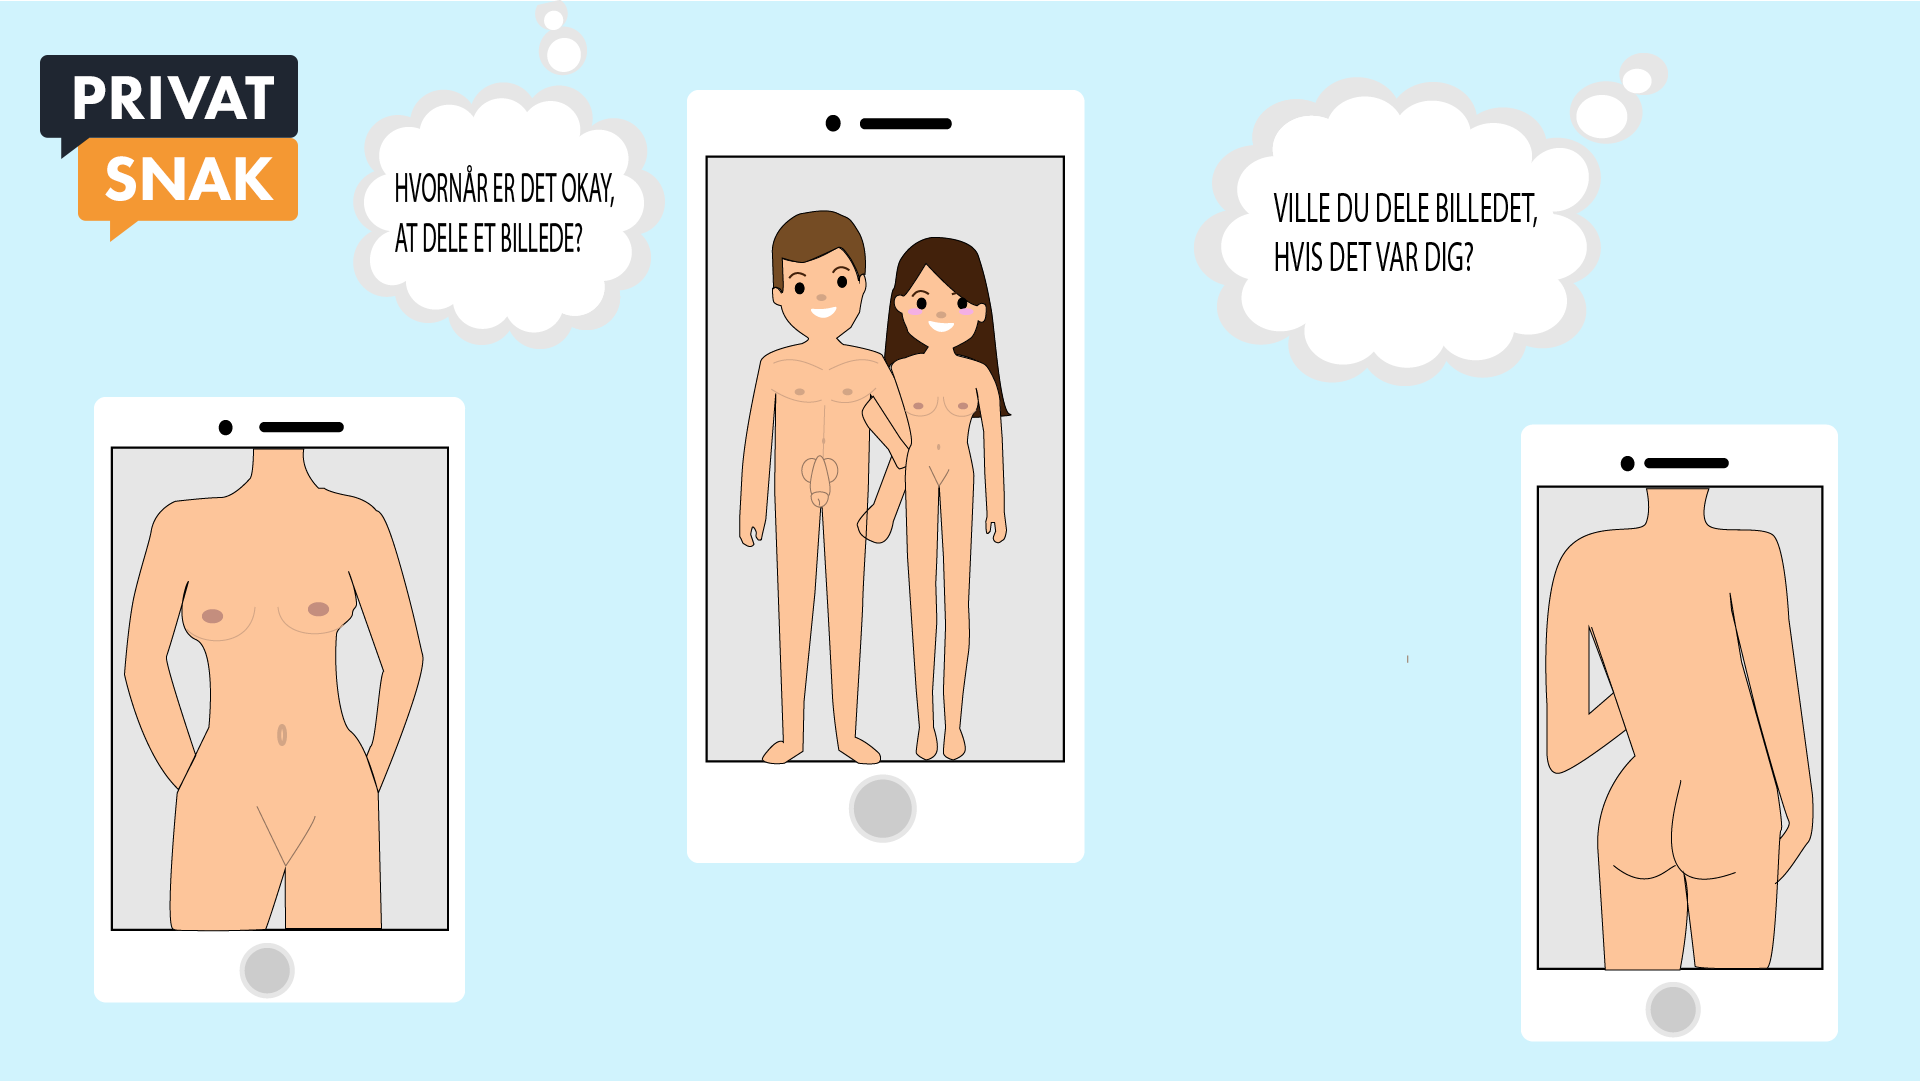 PRIVAT
SNAK
HVORNÅR ER DET OKAY,
AT DELE ET BILLEDE?
VILLE DU DELE BILLEDET,
HVIS DET VAR DIG?